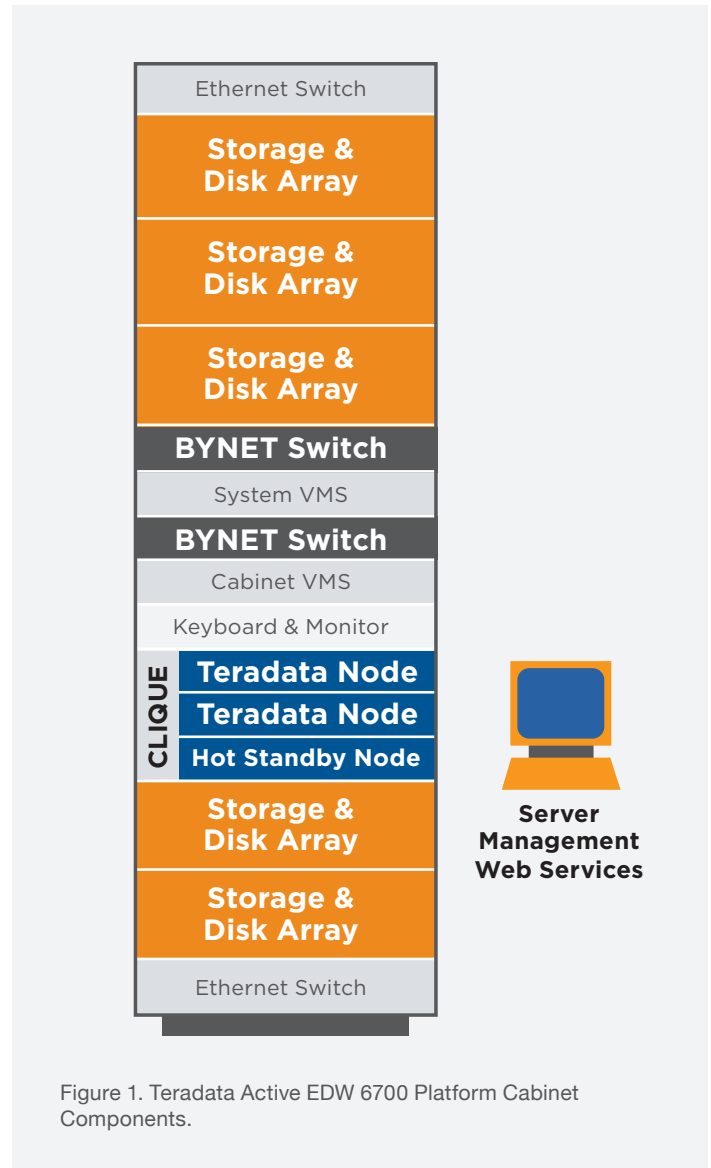 Ethernet Switch
Storage &
Disk Array
Storage &
Disk Array
Storage &
Disk Array
BYNET Switch
System VMS
BYNET Switch
Cabinet VMS
Keyboard & Monitor
CLIQUE
Teradata Node
Teradata Node
Hot Standby Node
Storage &
Disk Array
Storage &
Disk Array
Ethernet Switch
Server
Management
Web Services
Figure 1. Teradata Active EDW 6700 Platform Cabinet
Components.